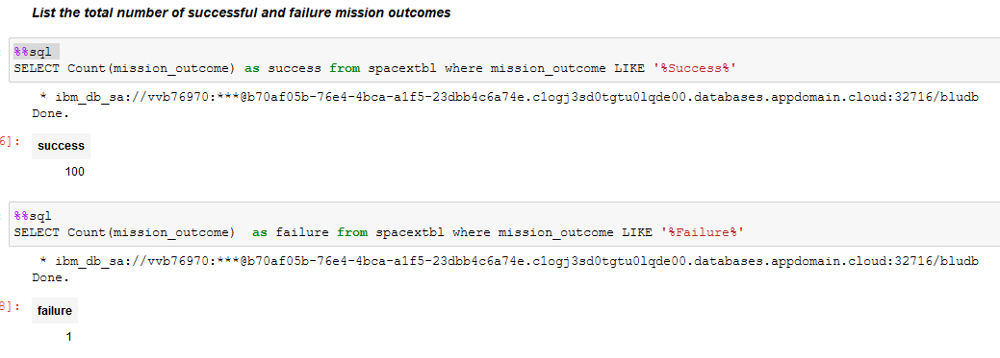 List the total number of successful and failure mission outcomes
%%sql
SELECT Count(mission_outcome) as success from spacextbl where mission_outcome LIKE '%Success%'
* ibm_db_sa://vvb76970:***@b70af05b-76e4-4bca-a1f5-23dbb4c6a74e.c1ogj3sd0tgtu0lqde00.databases.appdomain.cloud:32716/bludb
Done.
6]:
success
100
%%sql
SELECT Count(mission_outcome)  as failure from spacextbl where mission_outcome LIKE '%Failure%'
* ibm_db_sa://vvb76970:***@b70af05b-76e4-4bca-a1f5-23dbb4c6a74e.c1ogj3sd0tgtu0lqde00.databases.appdomain.cloud:32716/bludb
Done.
8]:
failure
1